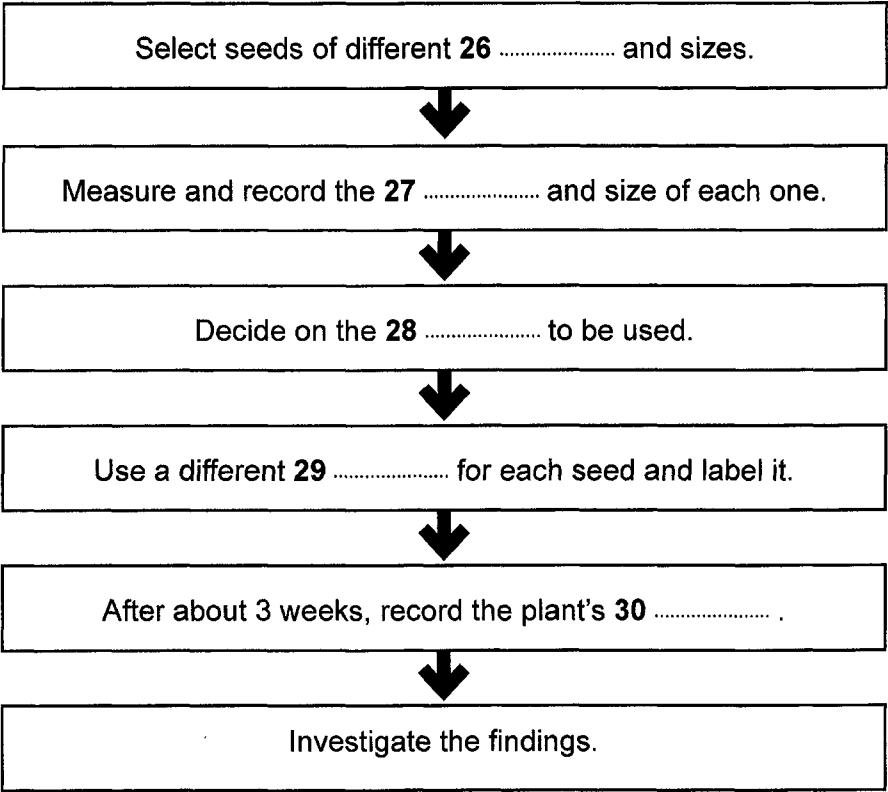 Select seeds of different 26 ...................... and sizes.
Measure and record the 27 ...................... and size of each one.
Decide on the 28 ...................... to be used.
Use a different 29 ...................... for each seed and label it.
After about 3 weeks, record the plant's 30 ...................... .
Investigate the findings.